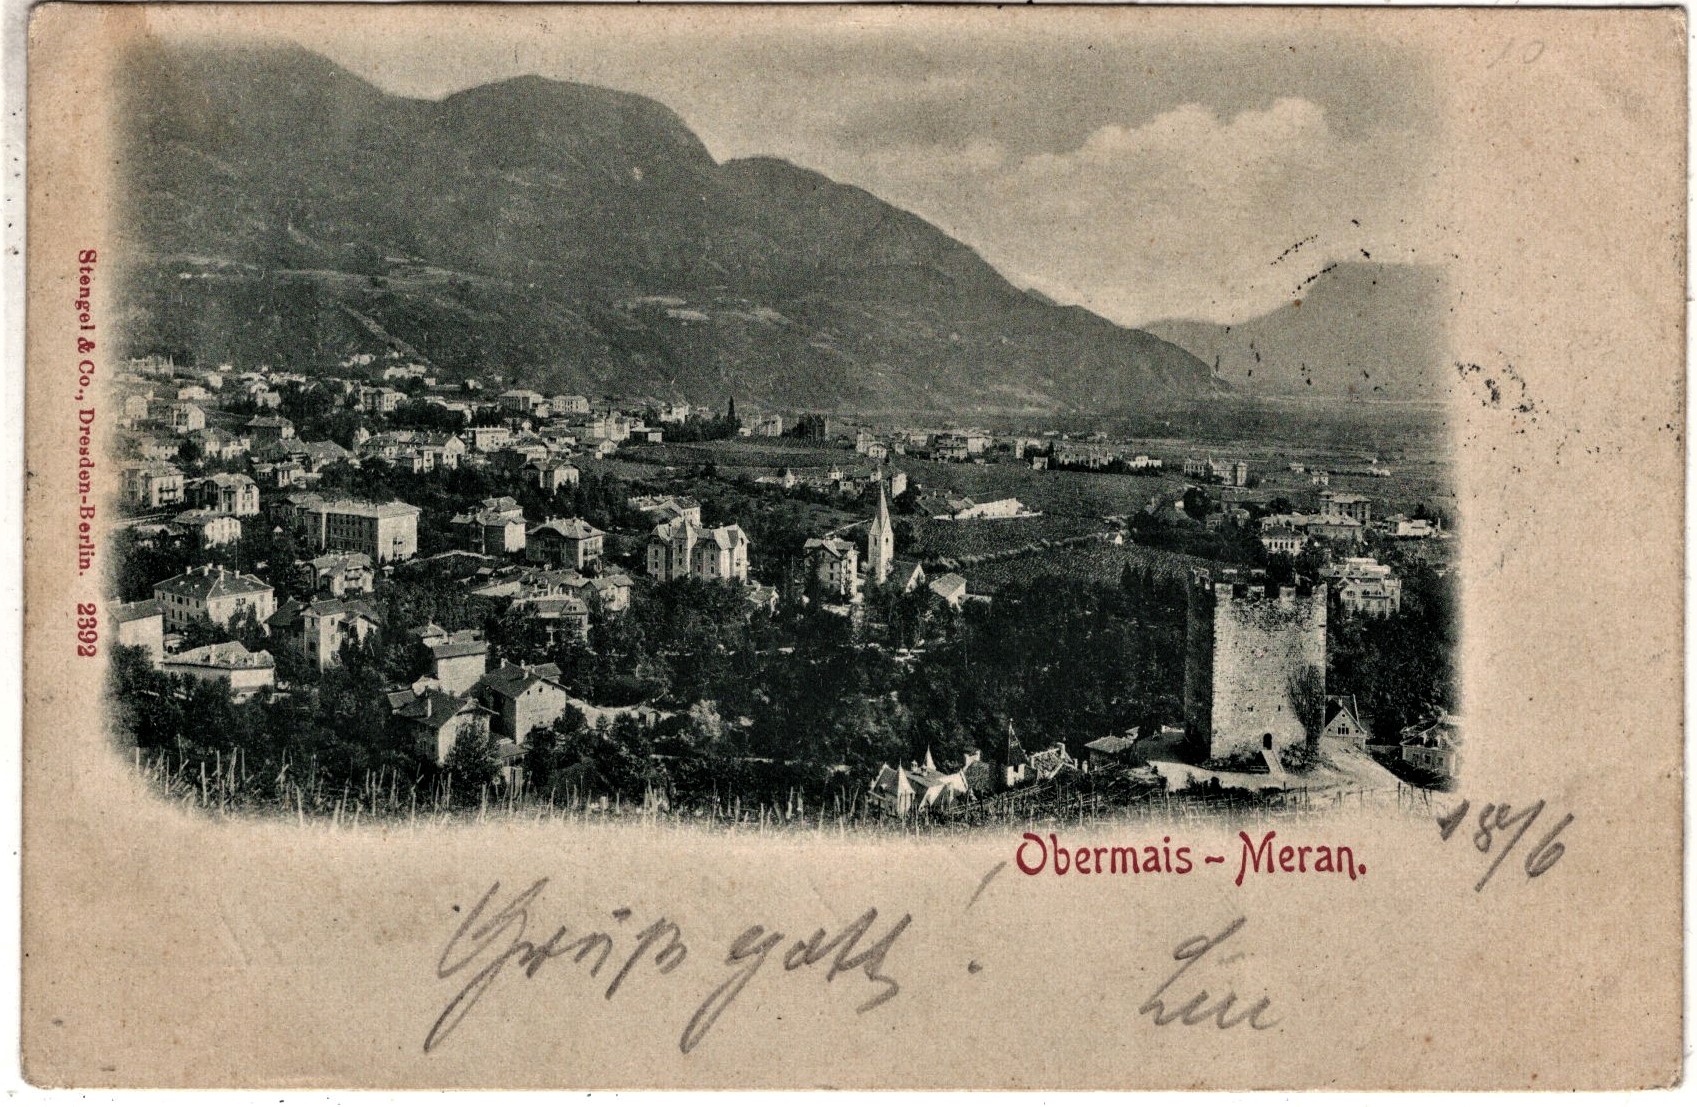 Stengel & Co., Dresden-Berlin. 2392
Obermais - Meran.
18/6
Grüß gott!